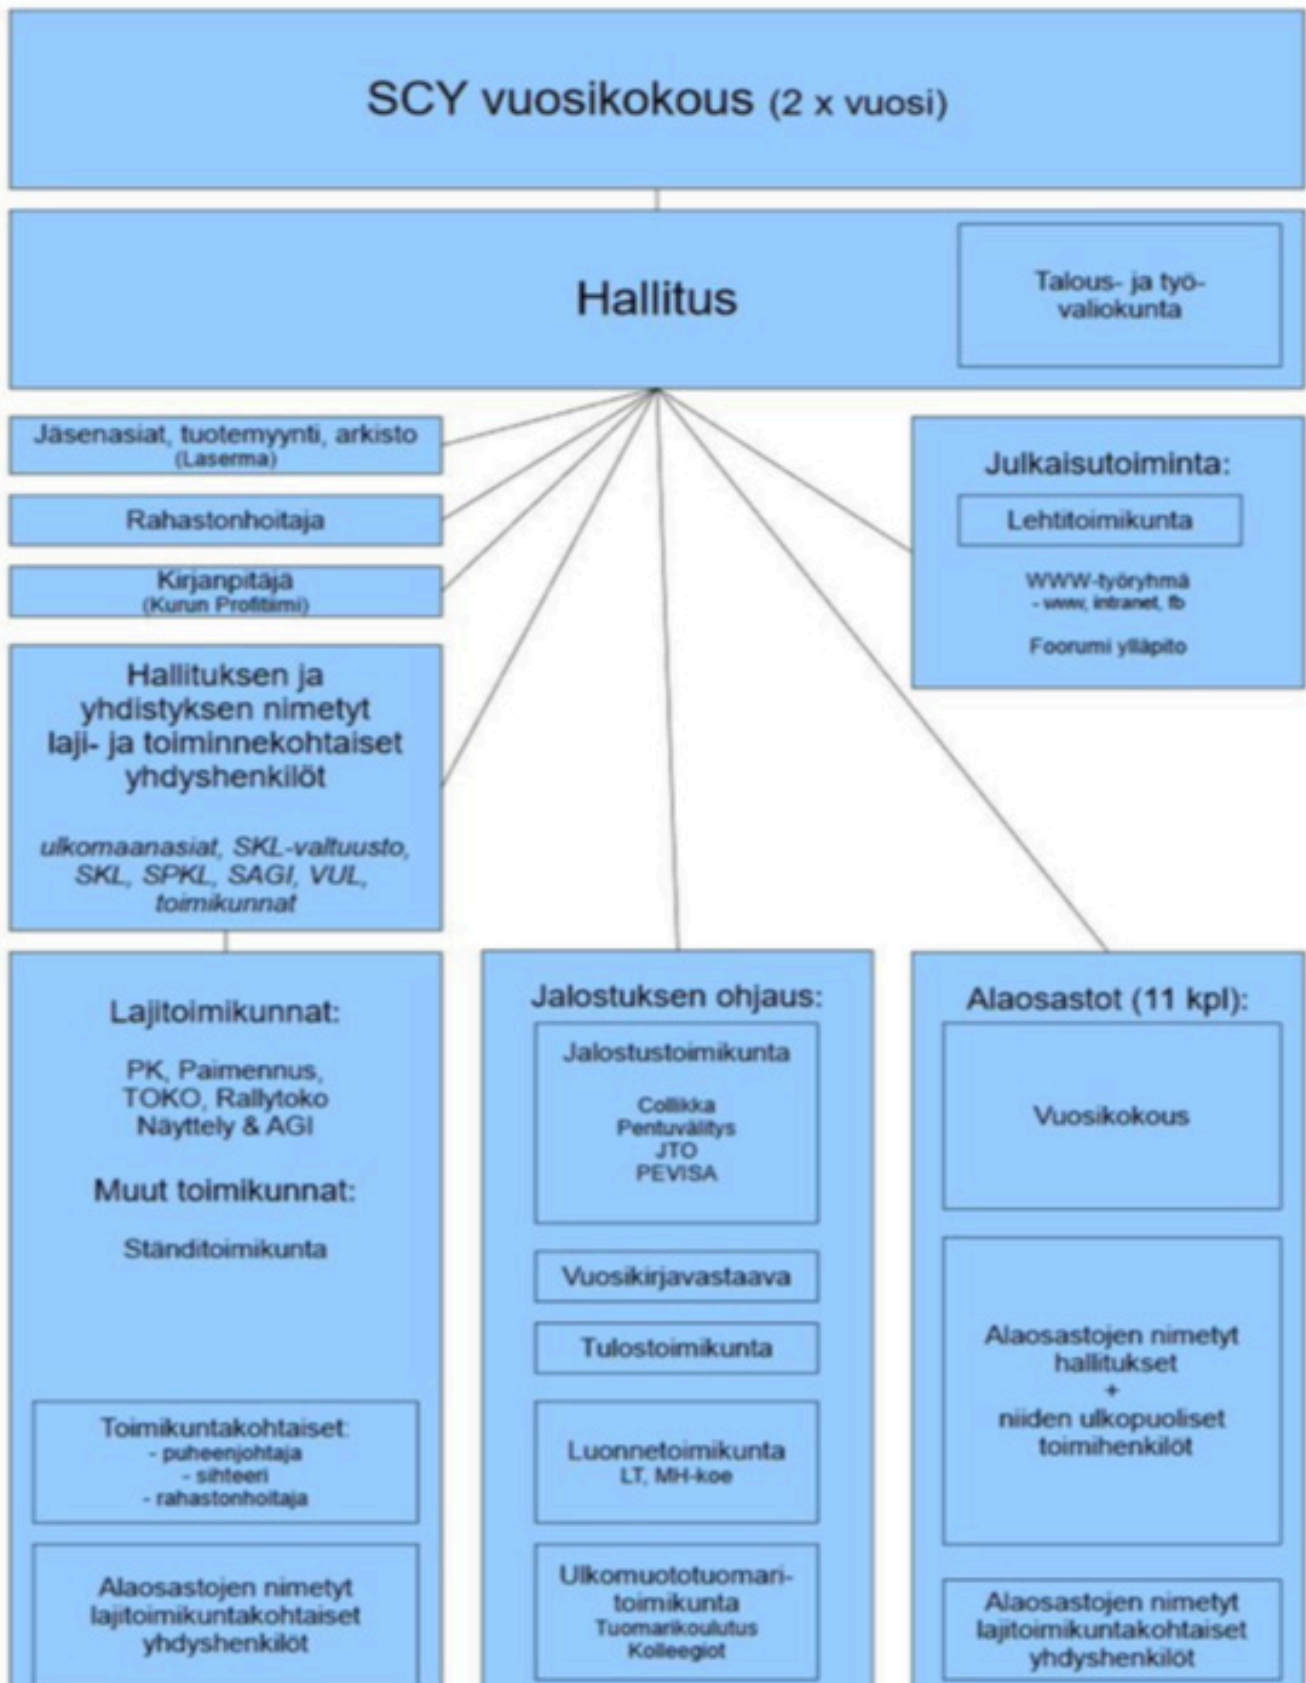 SCY vuosikokous (2 x vuosi)
Hallitus
Talous- ja työ-
valiokunta
Jäsenasiat, tuotemyynti, arkisto
(Laserma)
Rahastonhoitaja
Kirjanpitäjä
(Kurun Profitiimi)
Hallituksen ja
yhdistyksen nimetyt
laji- ja toiminnekohtaiset
yhdyshenkilöt
ulkomaanasiat, SKL-valtuusto,
SKL, SPKL, SAGI, VUL,
toimikunnat
Julkaisutoiminta:
Lehtitoimikunta
WWW-työryhmä
- www, intranet, fb
Foorumi ylläpito
Lajitoimikunnat:
PK, Paimennus,
TOKO, Rallytoko
Näyttely & AGI
Muut toimikunnat:
Ständitoimikunta
Toimikuntakohtaiset:
- puheenjohtaja
- sihteeri
- rahastonhoitaja
Alaosastojen nimetyt
lajitoimikuntakohtaiset
yhdyshenkilöt
Jalostuksen ohjaus:
Jalostustoimikunta
Collikka
Pentuvälitys
JTO
PEVISA
Vuosikirjavastaava
Tulostoimikunta
Luonnetoimikunta
LT, MH-koe
Ulkomuototuomari-
toimikunta
Tuomarikoulutus
Kolleegiot
Alaosastot (11 kpl):
Vuosikokous
Alaosastojen nimetyt
hallitukset
+
niiden ulkopuoliset
toimihenkilöt
Alaosastojen nimetyt
lajitoimikuntakohtaiset
yhdyshenkilöt